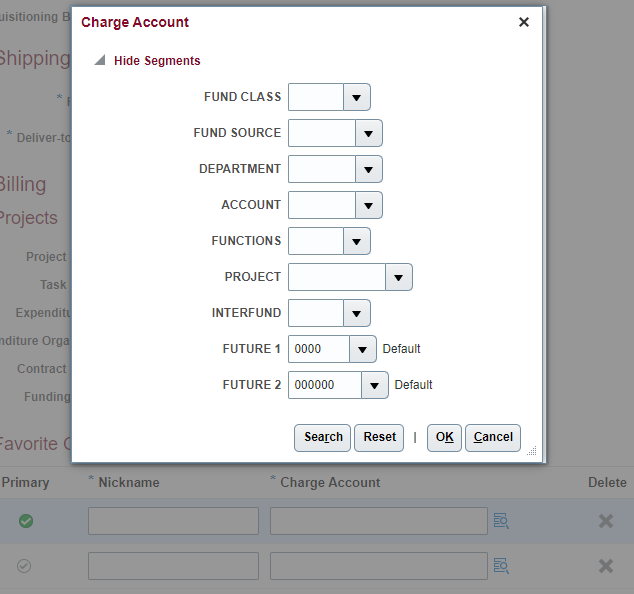 uisitioning B
Charge Account
Shipping
Hide Segments
FUND CLASS
FUND SOURCE
* Deliver-to
DEPARTMENT
Billing
ACCOUNT
Projects
FUNCTIONS
Project
PROJECT
Task
INTERFUND
Expenditu
nditure Orga
FUTURE 1 0000 Default
Contract
FUTURE 2 000000 Default
Funding
Favorite
Search Reset | OK Cancel
Primary * Nickname * Charge Account Delete